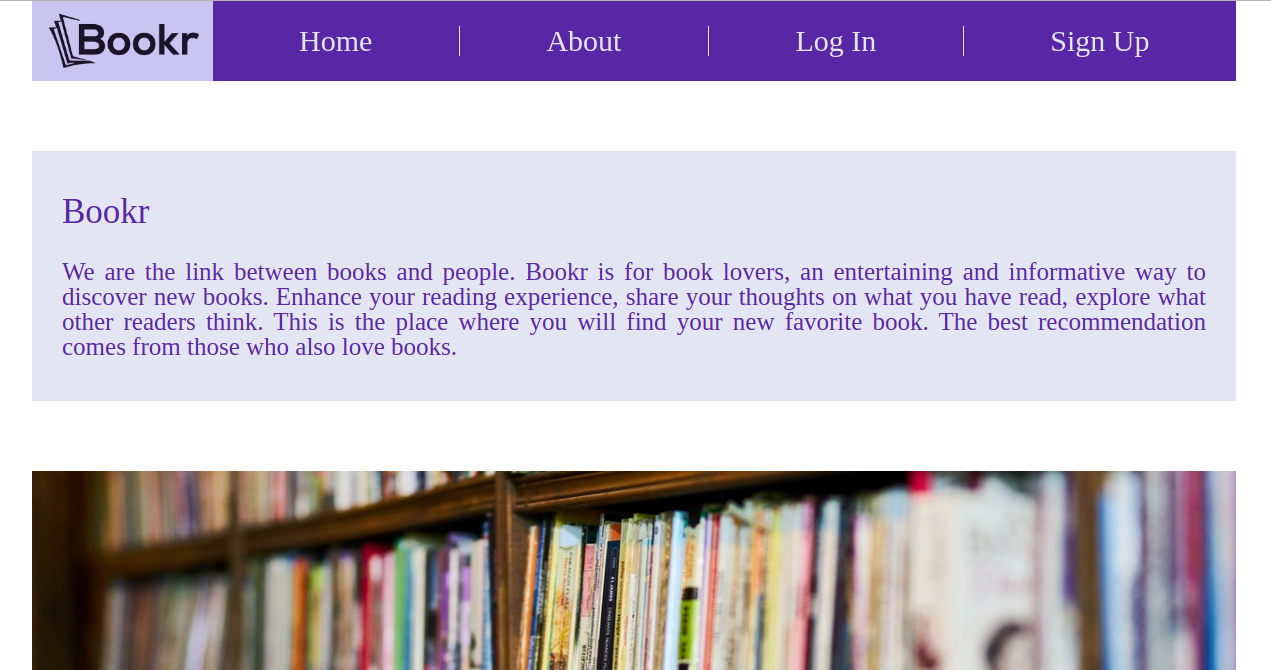 Bookr
Home
About
Log In
Sign Up
Bookr
We are the link between books and people. Bookr is for book lovers, an entertaining and informative way to
discover new books. Enhance your reading experience, share your thoughts on what you have read, explore what
other readers think. This is the place where you will find your new favorite book. The best recommendation
comes from those who also love books.